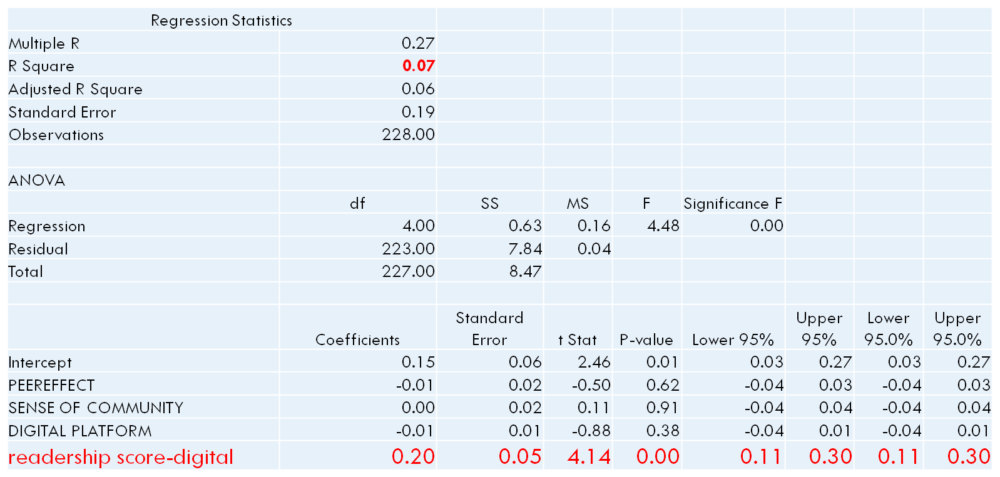 Regression Statistics
Multiple R 0.27
R Square 0.07
Adjusted R Square 0.06
Standard Error 0.19
Observations 228.00
ANOVA
df SS MS F Significance F
Regression 4.00 0.63 0.16 4.48 0.00
Residual 223.00 7.84 0.04
Total 227.00 8.47
Coefficients Standard Error t Stat P-value Lower 95% Upper 95% Lower 95.0% Upper 95.0%
Intercept 0.15 0.06 2.46 0.01 0.03 0.27 0.03 0.27
PEEREFFECT -0.01 0.02 -0.50 0.62 -0.04 0.03 -0.04 0.03
SENSE OF COMMUNITY 0.00 0.02 0.11 0.91 -0.04 0.04 -0.04 0.04
DIGITAL PLATFORM -0.01 0.01 -0.88 0.38 -0.04 0.01 -0.04 0.01
readership score-digital 0.20 0.05 4.14 0.00 0.11 0.30 0.11 0.30